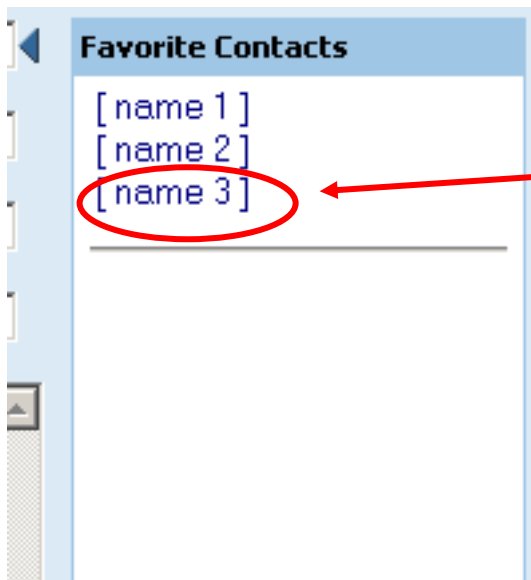 Favorite Contacts
[ name 1 ]
[ name 2 ]
[ name 3 ]